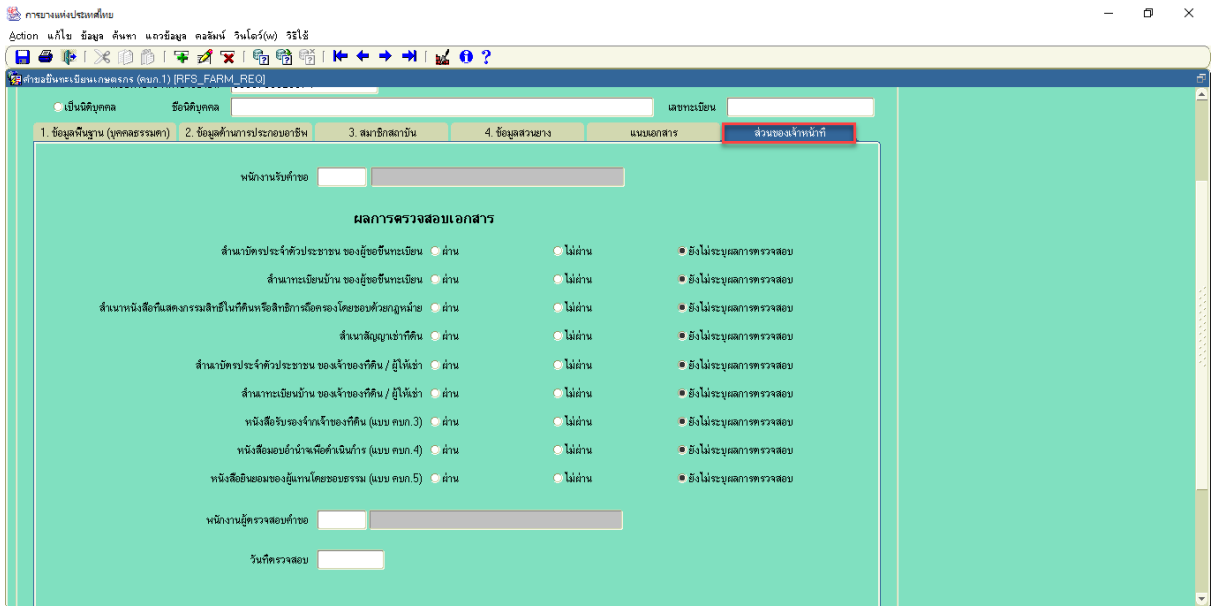 การยางแห่งประเทศไทย
Action แก้ไข ข้อมูล ค้นหา แถวข้อมูล คอลัมน์ วินโดว์(w) วิธีใช้
คำขอขึ้นทะเบียนเกษตรกร (คบก.1) [RFS_FARM_REQ]
เป็นนิติบุคคล ชื่อนิติบุคคล เลขทะเบียน
1. ข้อมูลพื้นฐาน (บุคคลธรรมดา) 2. ข้อมูลด้านการประกอบอาชีพ 3. สมาชิกสถาบัน 4. ข้อมูลสวนยาง แนบเอกสาร ส่วนของเจ้าหน้าที่
พนักงานรับคำขอ
ผลการตรวจสอบเอกสาร
สำเนาบัตรประจำตัวประชาชน ของผู้ขอขึ้นทะเบียน ผ่าน ไม่ผ่าน ยังไม่ระบุผลการตรวจสอบ
สำเนาทะเบียนบ้าน ของผู้ขอขึ้นทะเบียน ผ่าน ไม่ผ่าน ยังไม่ระบุผลการตรวจสอบ
สำเนาหนังสือที่แสดงกรรมสิทธิ์ในที่ดินหรือสิทธิการถือครองโดยชอบด้วยกฎหมาย ผ่าน ไม่ผ่าน ยังไม่ระบุผลการตรวจสอบ
สำเนาสัญญาเช่าที่ดิน ผ่าน ไม่ผ่าน ยังไม่ระบุผลการตรวจสอบ
สำเนาบัตรประจำตัวประชาชน ของเจ้าของที่ดิน / ผู้ให้เช่า ผ่าน ไม่ผ่าน ยังไม่ระบุผลการตรวจสอบ
สำเนาทะเบียนบ้าน ของเจ้าของที่ดิน / ผู้ให้เช่า ผ่าน ไม่ผ่าน ยังไม่ระบุผลการตรวจสอบ
หนังสือรับรองจากเจ้าของที่ดิน (แบบ คบก.3) ผ่าน ไม่ผ่าน ยังไม่ระบุผลการตรวจสอบ
หนังสือมอบอำนาจเพื่อดำเนินการ (แบบ คบก.4) ผ่าน ไม่ผ่าน ยังไม่ระบุผลการตรวจสอบ
หนังสือยินยอมของผู้แทนโดยชอบธรรม (แบบ คบก.5) ผ่าน ไม่ผ่าน ยังไม่ระบุผลการตรวจสอบ
พนักงานผู้ตรวจสอบคำขอ
วันที่ตรวจสอบ